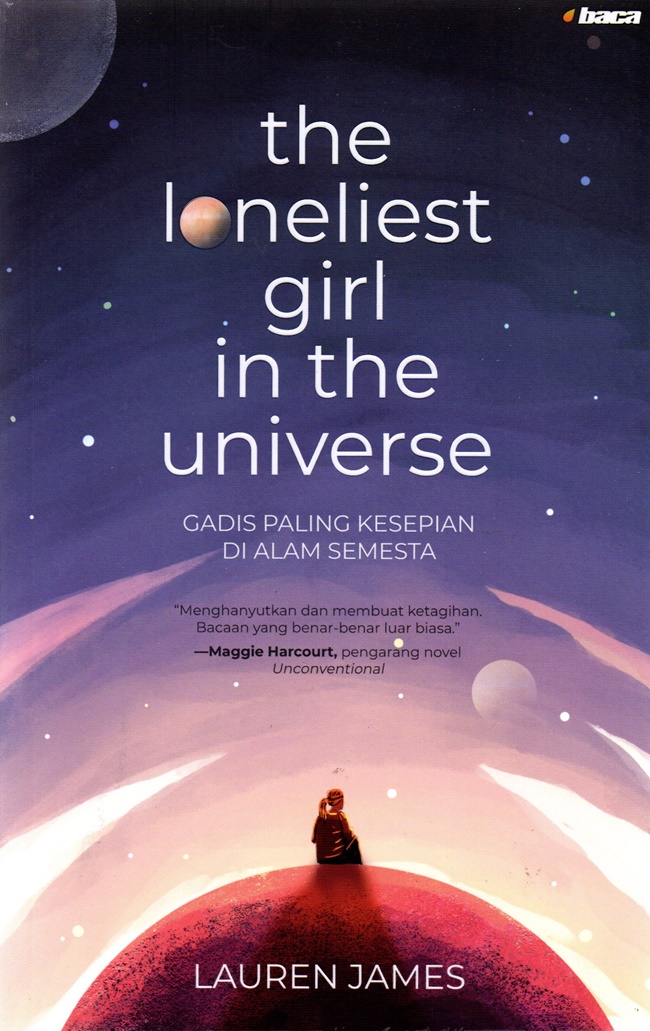 baca
the
loneliest
girl
in the
universe
GADIS PALING KESEPIAN
DI ALAM SEMESTA
“Menghanyutkan dan membuat ketagihan.
Bacaan yang benar-benar luar biasa.”
—Maggie Harcourt, pengarang novel
Unconventional
LAUREN JAMES